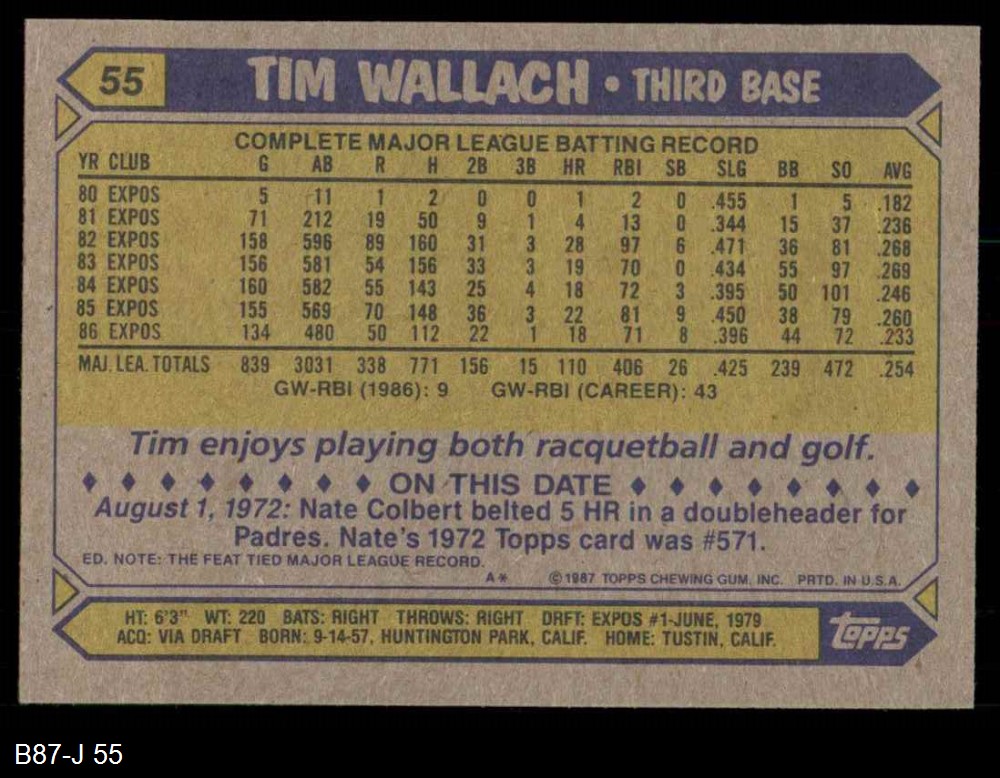 55 TIM WALLACH • THIRD BASE
COMPLETE MAJOR LEAGUE BATTING RECORD
YR CLUB G AB R H 2B 3B HR RBI SB SLG BB SO AVG
80 EXPOS 5 11 1 2 0 0 1 2 0 .455 1 5 .182
81 EXPOS 71 212 19 50 9 1 4 13 0 .344 15 37 .236
82 EXPOS 158 596 89 160 31 3 28 97 6 .471 36 81 .268
83 EXPOS 156 581 54 156 33 3 19 70 0 .434 55 97 .269
84 EXPOS 160 582 55 143 25 4 18 72 3 .395 50 101 .246
85 EXPOS 155 569 70 148 36 3 22 81 9 .450 38 79 .260
86 EXPOS 134 480 50 112 22 1 18 71 8 .396 44 72 .233
MAJ. LEA. TOTALS 839 3031 338 771 156 15 110 406 26 .425 239 472 .254
GW-RBI (1986): 9 GW-RBI (CAREER): 43
Tim enjoys playing both racquetball and golf.
ON THIS DATE
August 1, 1972: Nate Colbert belted 5 HR in a doubleheader for
Padres. Nate's 1972 Topps card was #571.
ED. NOTE: THE FEAT TIED MAJOR LEAGUE RECORD.
A* ©1987 TOPPS CHEWING GUM, INC. PRTD. IN U.S.A.
HT: 6'3" WT: 220 BATS: RIGHT THROWS: RIGHT DRFT: EXPOS #1-JUNE, 1979
ACQ: VIA DRAFT BORN: 9-14-57, HUNTINGTON PARK, CALIF. HOME: TUSTIN, CALIF.
topps
B87-J 55